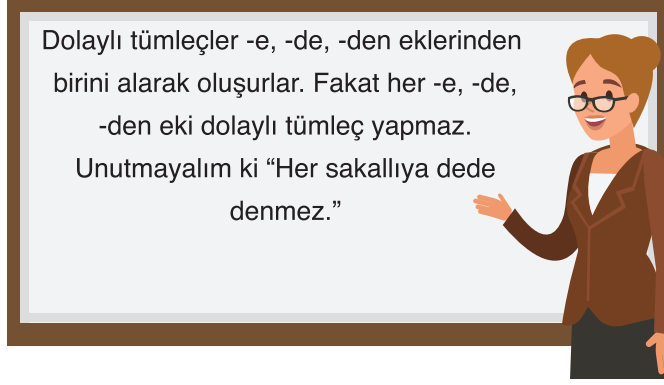 Dolaylı tümleçler -e, -de, -den eklerinden
birini alarak oluşurlar. Fakat her -e, -de,
-den eki dolaylı tümleç yapmaz.
Unutmayalım ki “Her sakallıya dede
denmez.”